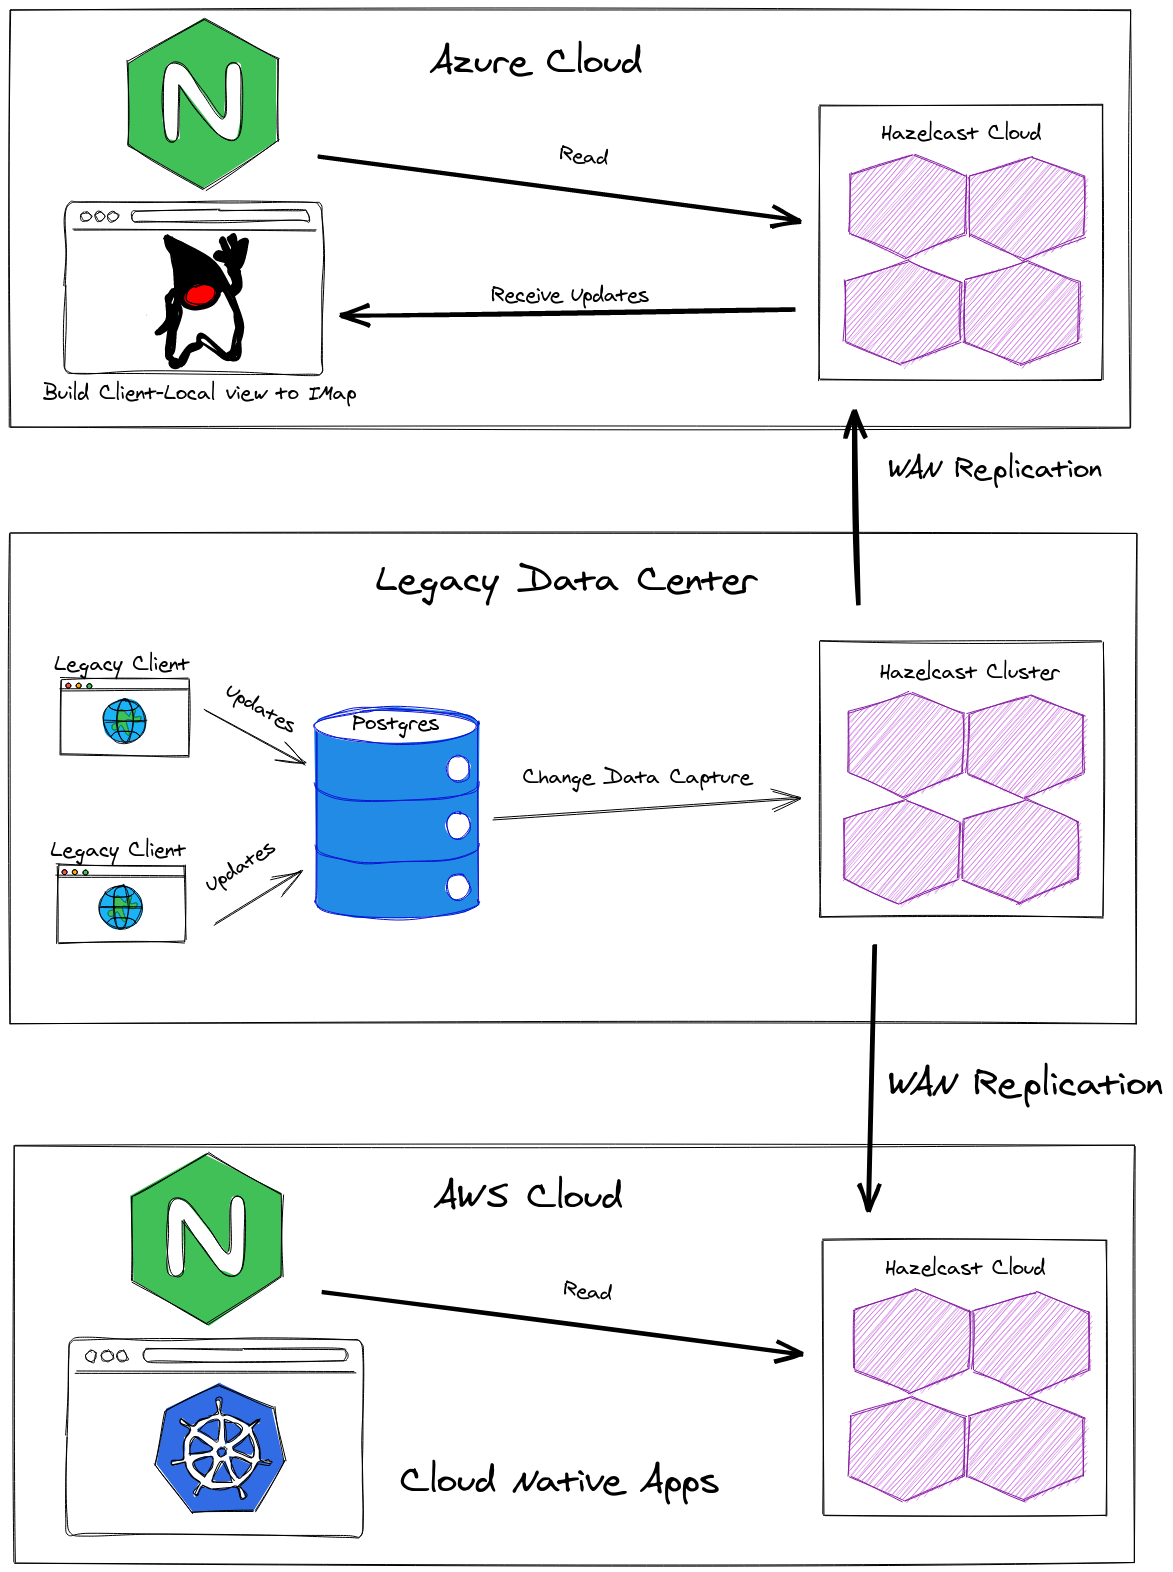 Azure Cloud
N
Hazelcast Cloud
Read
Receive Updates
Build Client-Local view to IMap
WAN Replication
Legacy Data Center
Legacy Client
Updates
Postgres
Hazelcast Cluster
Change Data Capture
Legacy Client
Updates
WAN Replication
AWS Cloud
N
Hazelcast Cloud
Read
Cloud Native Apps